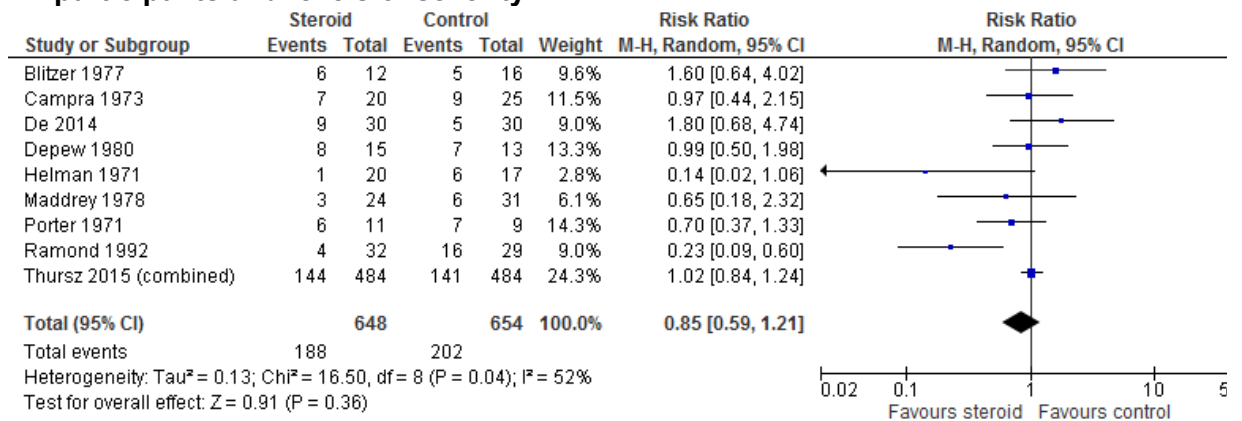 Steroid Control Risk Ratio Risk Ratio
Study or Subgroup Events Total Events Total Weight M-H, Random, 95% CI M-H, Random, 95% CI
Blitzer 1977 6 12 5 16 9.6% 1.60 [0.64, 4.02]
Campra 1973 7 20 9 25 11.5% 0.97 [0.44, 2.15]
De 2014 9 30 5 30 9.0% 1.80 [0.68, 4.74]
Depew 1980 8 15 7 13 13.3% 0.99 [0.50, 1.98]
Helman 1971 1 20 6 17 2.8% 0.14 [0.02, 1.06]
Maddrey 1978 3 24 6 31 6.1% 0.65 [0.18, 2.32]
Porter 1971 6 11 7 9 14.3% 0.70 [0.37, 1.33]
Ramond 1992 4 32 16 29 9.0% 0.23 [0.09, 0.60]
Thursz 2015 (combined) 144 484 141 484 24.3% 1.02 [0.84, 1.24]
Total (95% CI) 648 654 100.0% 0.85 [0.59, 1.21]
Total events 188 202
Heterogeneity: Tau² = 0.13; Chi² = 16.50, df = 8 (P = 0.04); I² = 52%
Test for overall effect: Z = 0.91 (P = 0.36)
0.02 0.1 1 10 5
Favours steroid Favours control